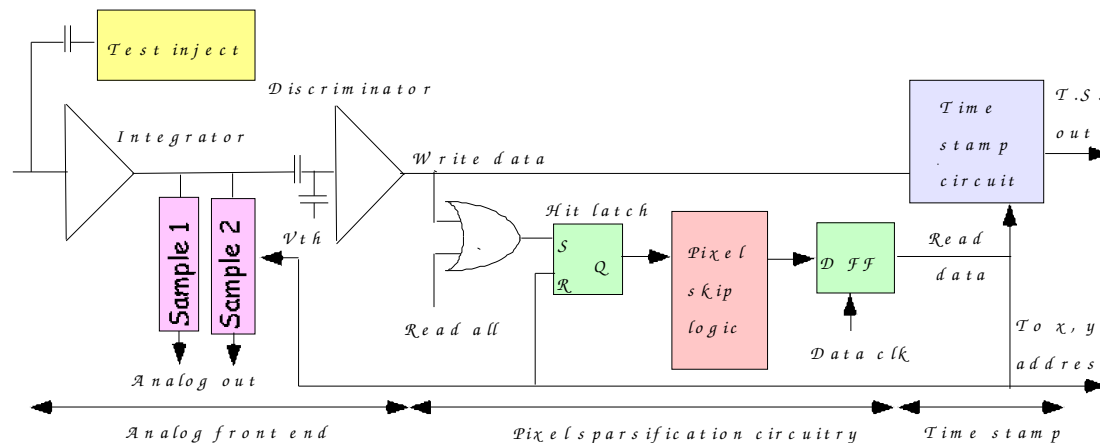 Test inject
Discriminator
Integrator
Write data
Time
stamp
circuit
T.S.
out
Sample 1
Sample 2
Vth
Hit latch
S
Q
R
Pixel
skip
logic
D FF
Read
data
Read all
Data clk
To x, y
addres
Analog out
Analog front end
Pixel sparsification circuitry
Time stamp